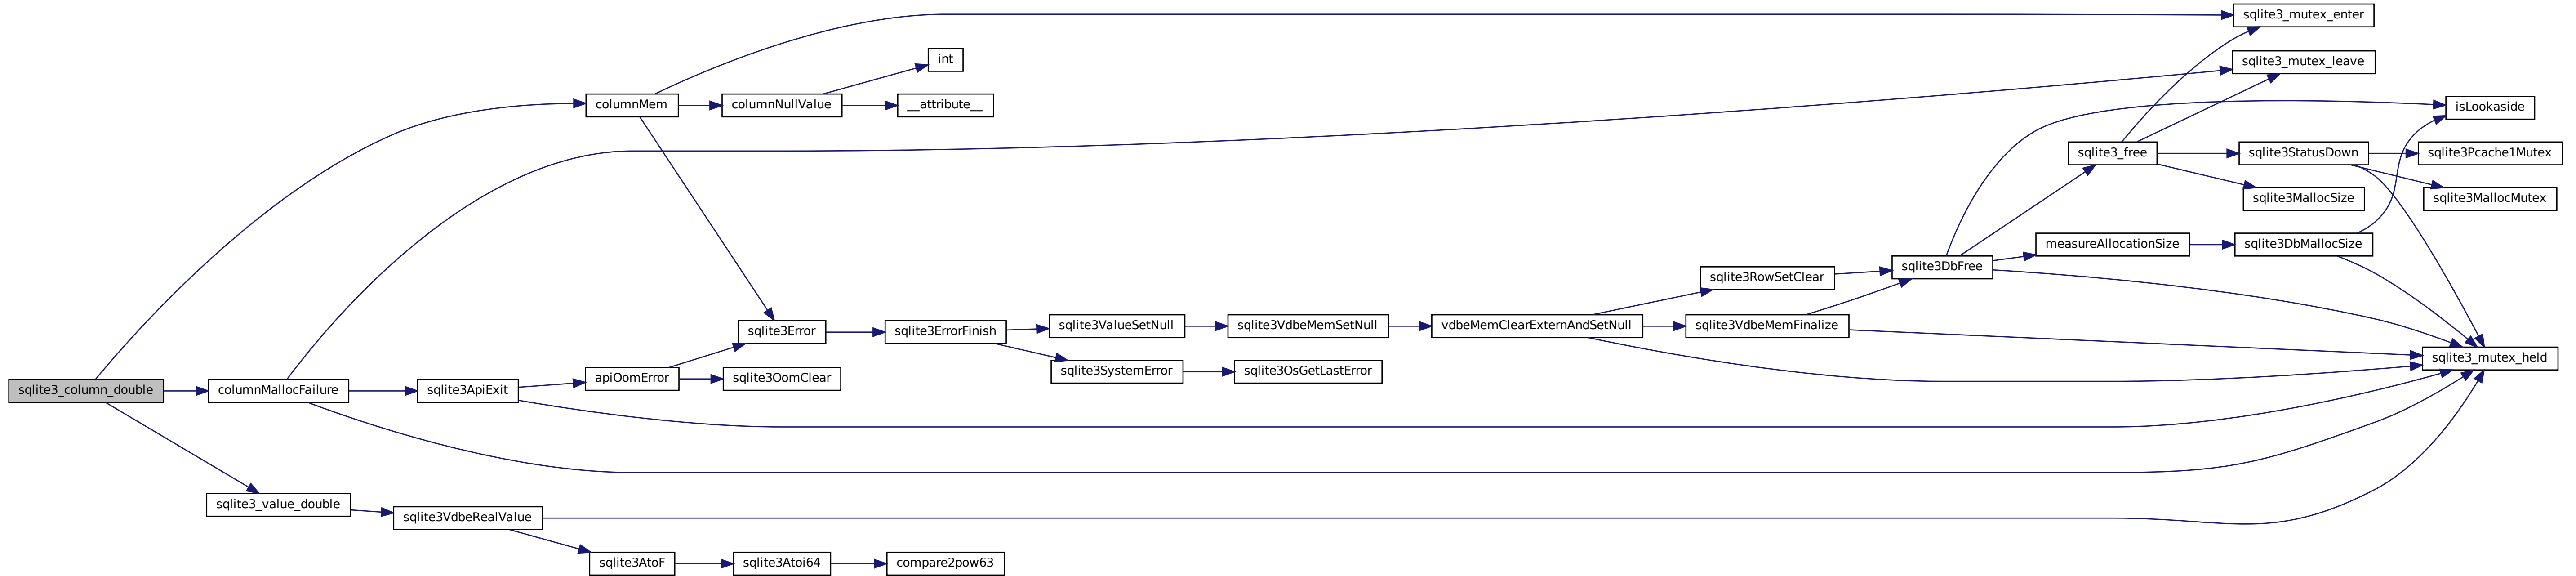 sqlite3_column_double
columnMem
columnMallocFailure
sqlite3_value_double
columnNullValue
int
__attribute__
sqlite3ApiExit
apiOomError
sqlite3OomClear
sqlite3Error
sqlite3ErrorFinish
sqlite3ValueSetNull
sqlite3SystemError
sqlite3OsGetLastError
sqlite3VdbeMemSetNull
vdbeMemClearExternAndSetNull
sqlite3RowSetClear
sqlite3VdbeMemFinalize
sqlite3DbFree
sqlite3_free
measureAllocationSize
sqlite3DbMallocSize
sqlite3_mutex_enter
sqlite3_mutex_leave
isLookaside
sqlite3StatusDown
sqlite3Pcache1Mutex
sqlite3MallocSize
sqlite3MallocMutex
sqlite3_mutex_held
sqlite3VdbeRealValue
sqlite3AtoF
sqlite3Atoi64
compare2pow63